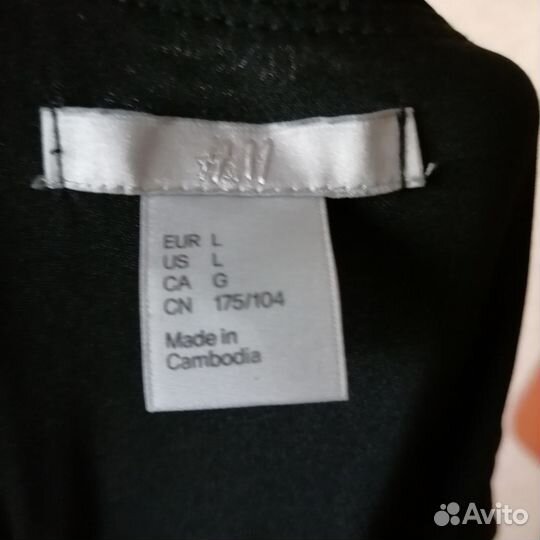 H&M
EUR L
US L
CA G
CN 175/104
Made in
Cambodia
Avito